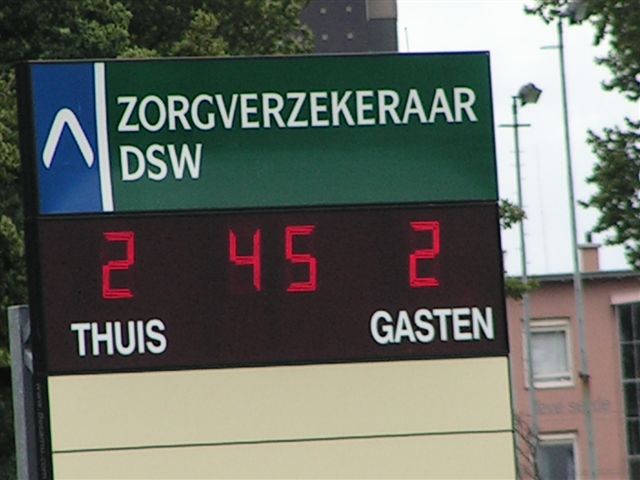 ZORGVERZEKERAAR
DSW
2 45 2
THUIS GASTEN